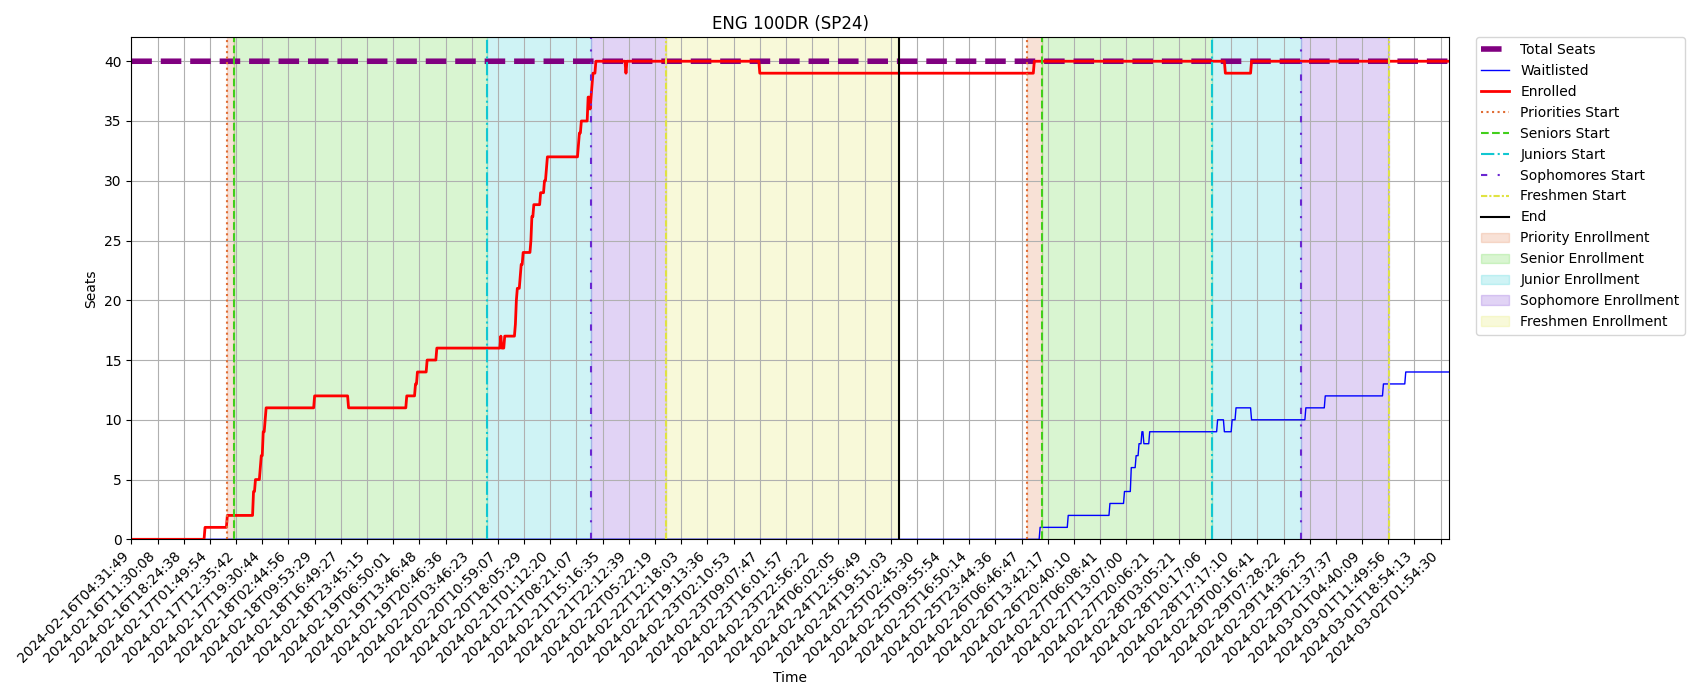 ENG 100DR (SP24)
Seats
40
35
30
25
20
15
10
5
0
2024-02-16T04:31:49
2024-02-16T11:30:08
2024-02-16T18:24:38
2024-02-17T01:49:54
2024-02-17T12:35:42
2024-02-17T19:30:44
2024-02-18T02:44:56
2024-02-18T09:53:29
2024-02-18T16:49:27
2024-02-18T23:45:15
2024-02-19T06:50:01
2024-02-19T13:46:48
2024-02-19T20:46:36
2024-02-20T03:46:23
2024-02-20T10:59:07
2024-02-20T18:05:29
2024-02-21T01:12:20
2024-02-21T08:21:07
2024-02-21T15:16:35
2024-02-21T22:12:39
2024-02-22T05:22:19
2024-02-22T12:18:03
2024-02-22T19:13:36
2024-02-23T02:10:53
2024-02-23T09:07:47
2024-02-23T16:01:57
2024-02-23T22:56:22
2024-02-24T06:02:05
2024-02-24T12:56:49
2024-02-24T19:51:03
2024-02-25T02:45:30
2024-02-25T09:55:54
2024-02-25T16:50:14
2024-02-25T23:44:36
2024-02-26T06:46:47
2024-02-26T13:42:17
2024-02-26T20:40:10
2024-02-27T06:08:41
2024-02-27T13:07:00
2024-02-27T20:06:21
2024-02-28T03:05:21
2024-02-28T10:17:06
2024-02-28T17:17:10
2024-02-29T00:16:41
2024-02-29T07:28:22
2024-02-29T14:36:25
2024-02-29T21:37:37
2024-03-01T04:40:09
2024-03-01T11:49:56
2024-03-01T18:54:13
2024-03-02T01:54:30
Time
Total Seats
Waitlisted
Enrolled
Priorities Start
Seniors Start
Juniors Start
Sophomores Start
Freshmen Start
End
Priority Enrollment
Senior Enrollment
Junior Enrollment
Sophomore Enrollment
Freshmen Enrollment